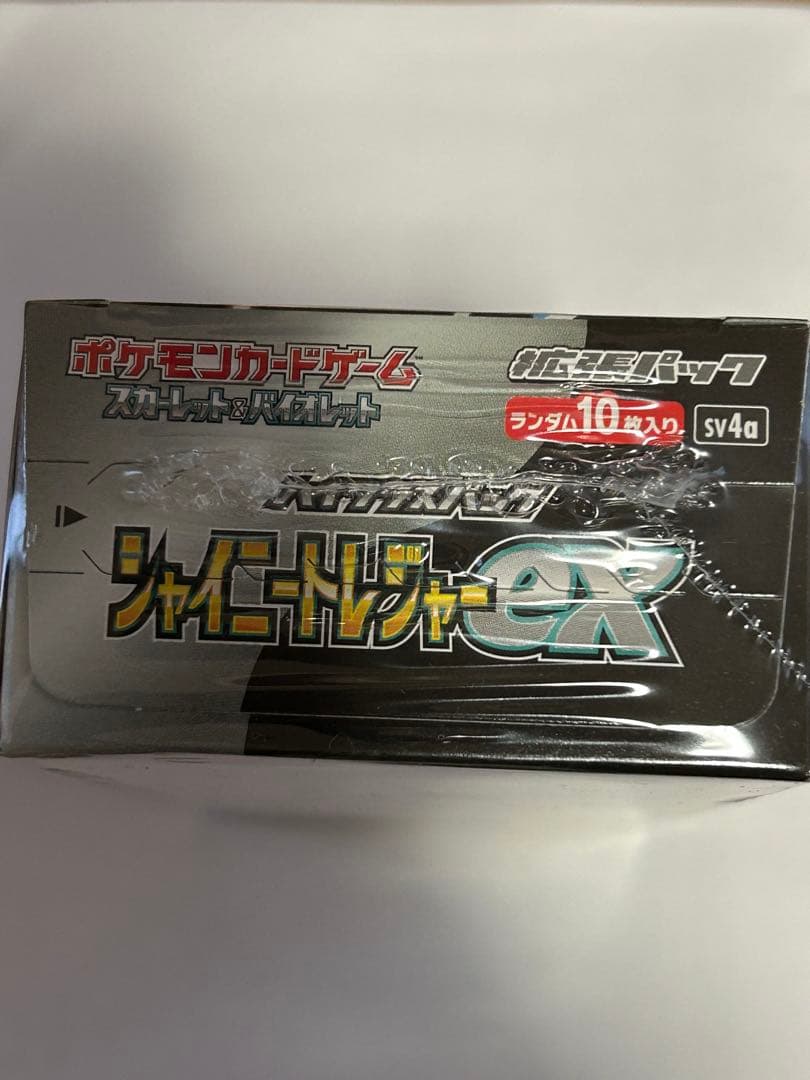 ポケモンカードゲーム™
スカーレット&バイオレット
拡張パック
ランダム10枚入り
sv4a
ハイクラスパック
シャイニートレジャーex